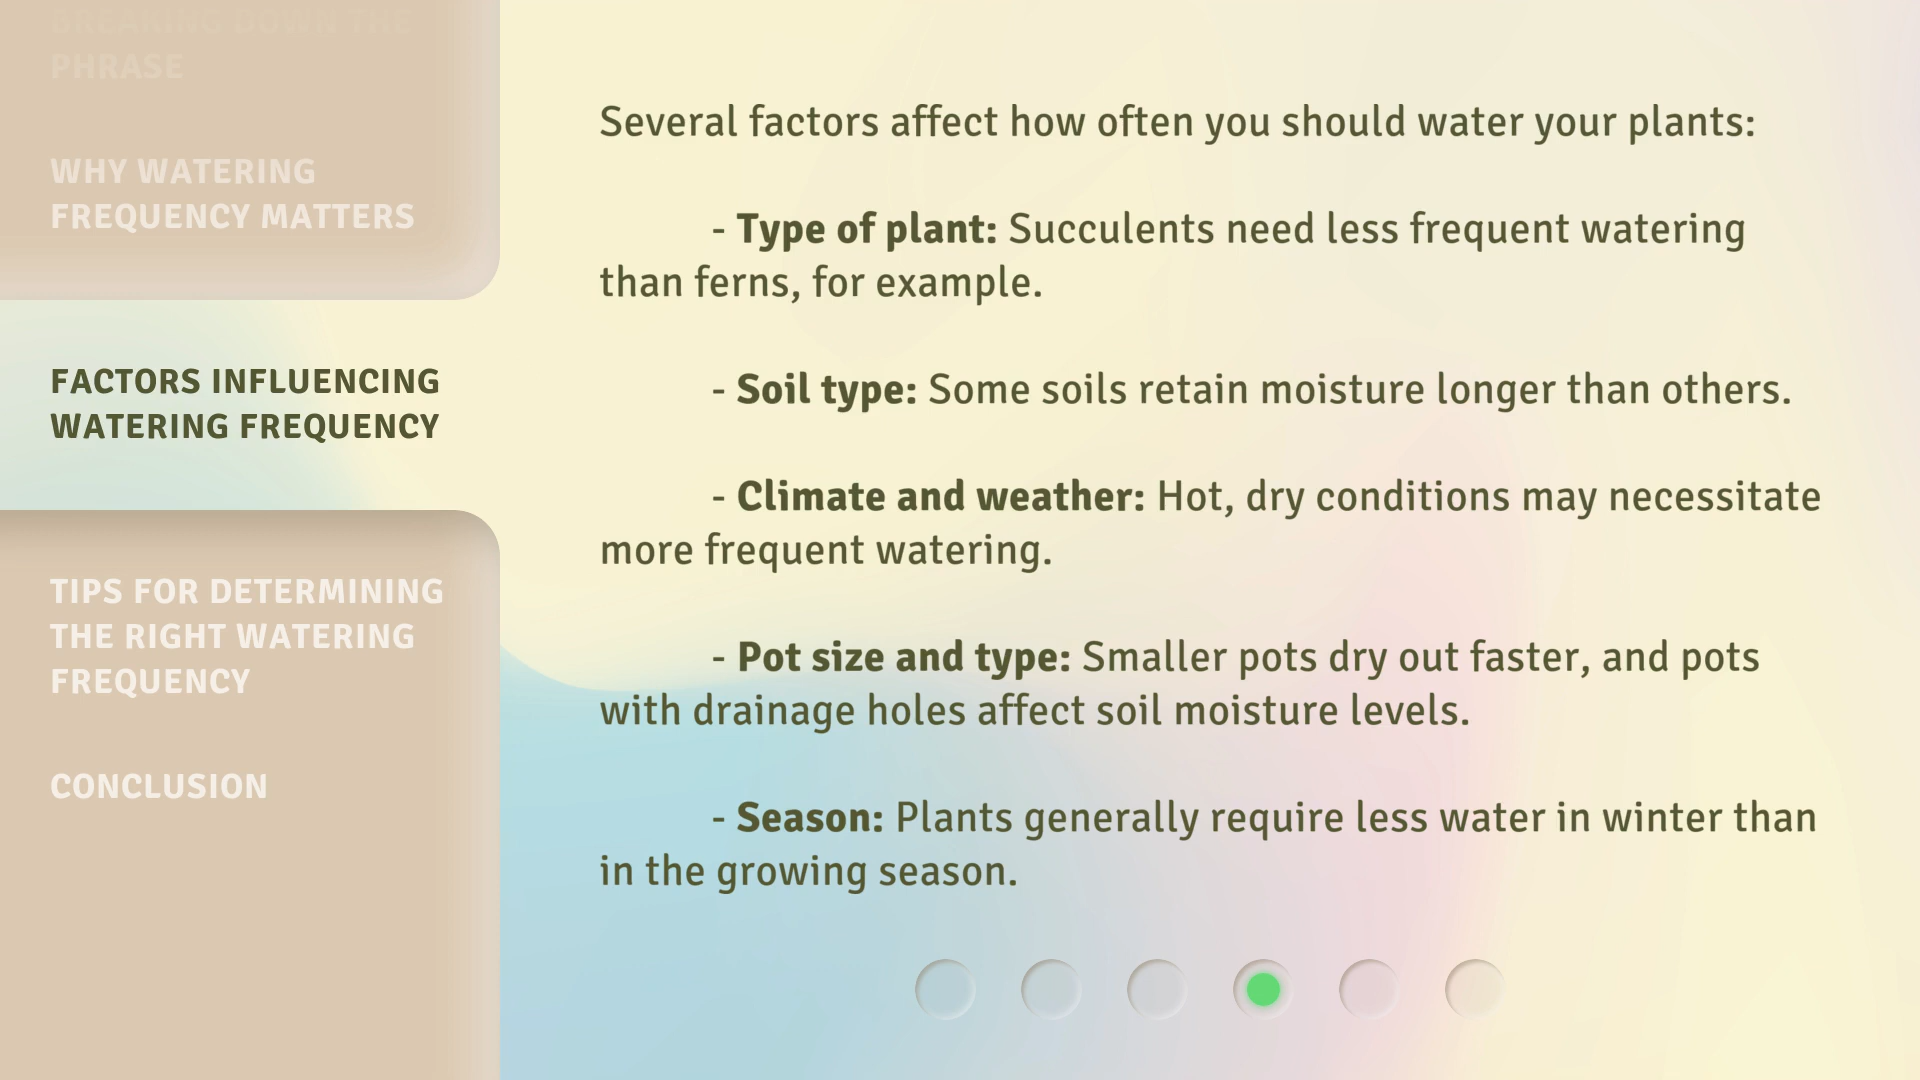 BREAKING DOWN THE
PHRASE
WHY WATERING
FREQUENCY MATTERS
FACTORS INFLUENCING
WATERING FREQUENCY
TIPS FOR DETERMINING
THE RIGHT WATERING
FREQUENCY
CONCLUSION
Several factors affect how often you should water your plants:
- Type of plant: Succulents need less frequent watering
than ferns, for example.
- Soil type: Some soils retain moisture longer than others.
- Climate and weather: Hot, dry conditions may necessitate
more frequent watering.
- Pot size and type: Smaller pots dry out faster, and pots
with drainage holes affect soil moisture levels.
- Season: Plants generally require less water in winter than
in the growing season.